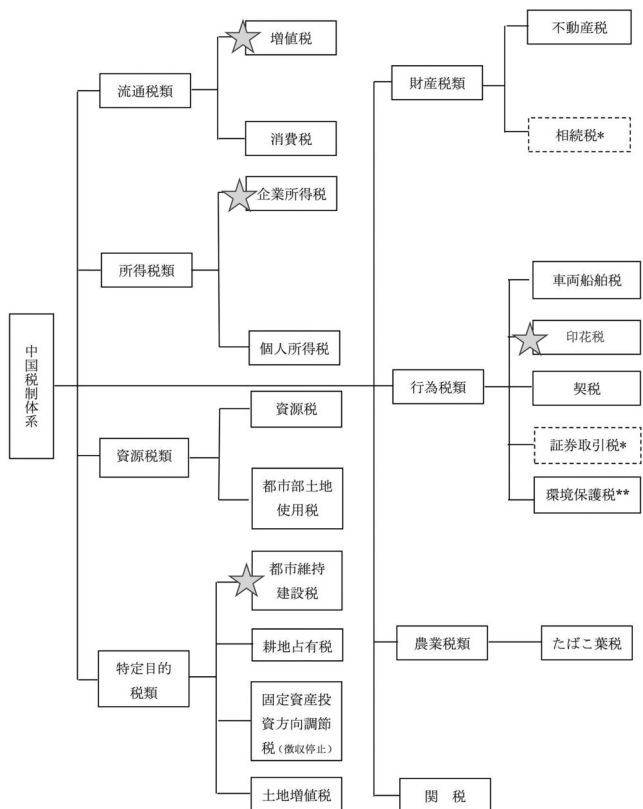 中国税制体系
流通税類
増値税
消費税
所得税類
企業所得税
個人所得税
資源税類
資源税
都市部土地
使用税
特定目的
税類
都市維持
建設税
耕地占有税
固定資産投
資方向調節
税（徴収停止）
土地増値税
財産税類
不動産税
相続税*
行為税類
車両船舶税
印花税
契税
証券取引税*
環境保護税**
農業税類
たばこ葉税
関　税